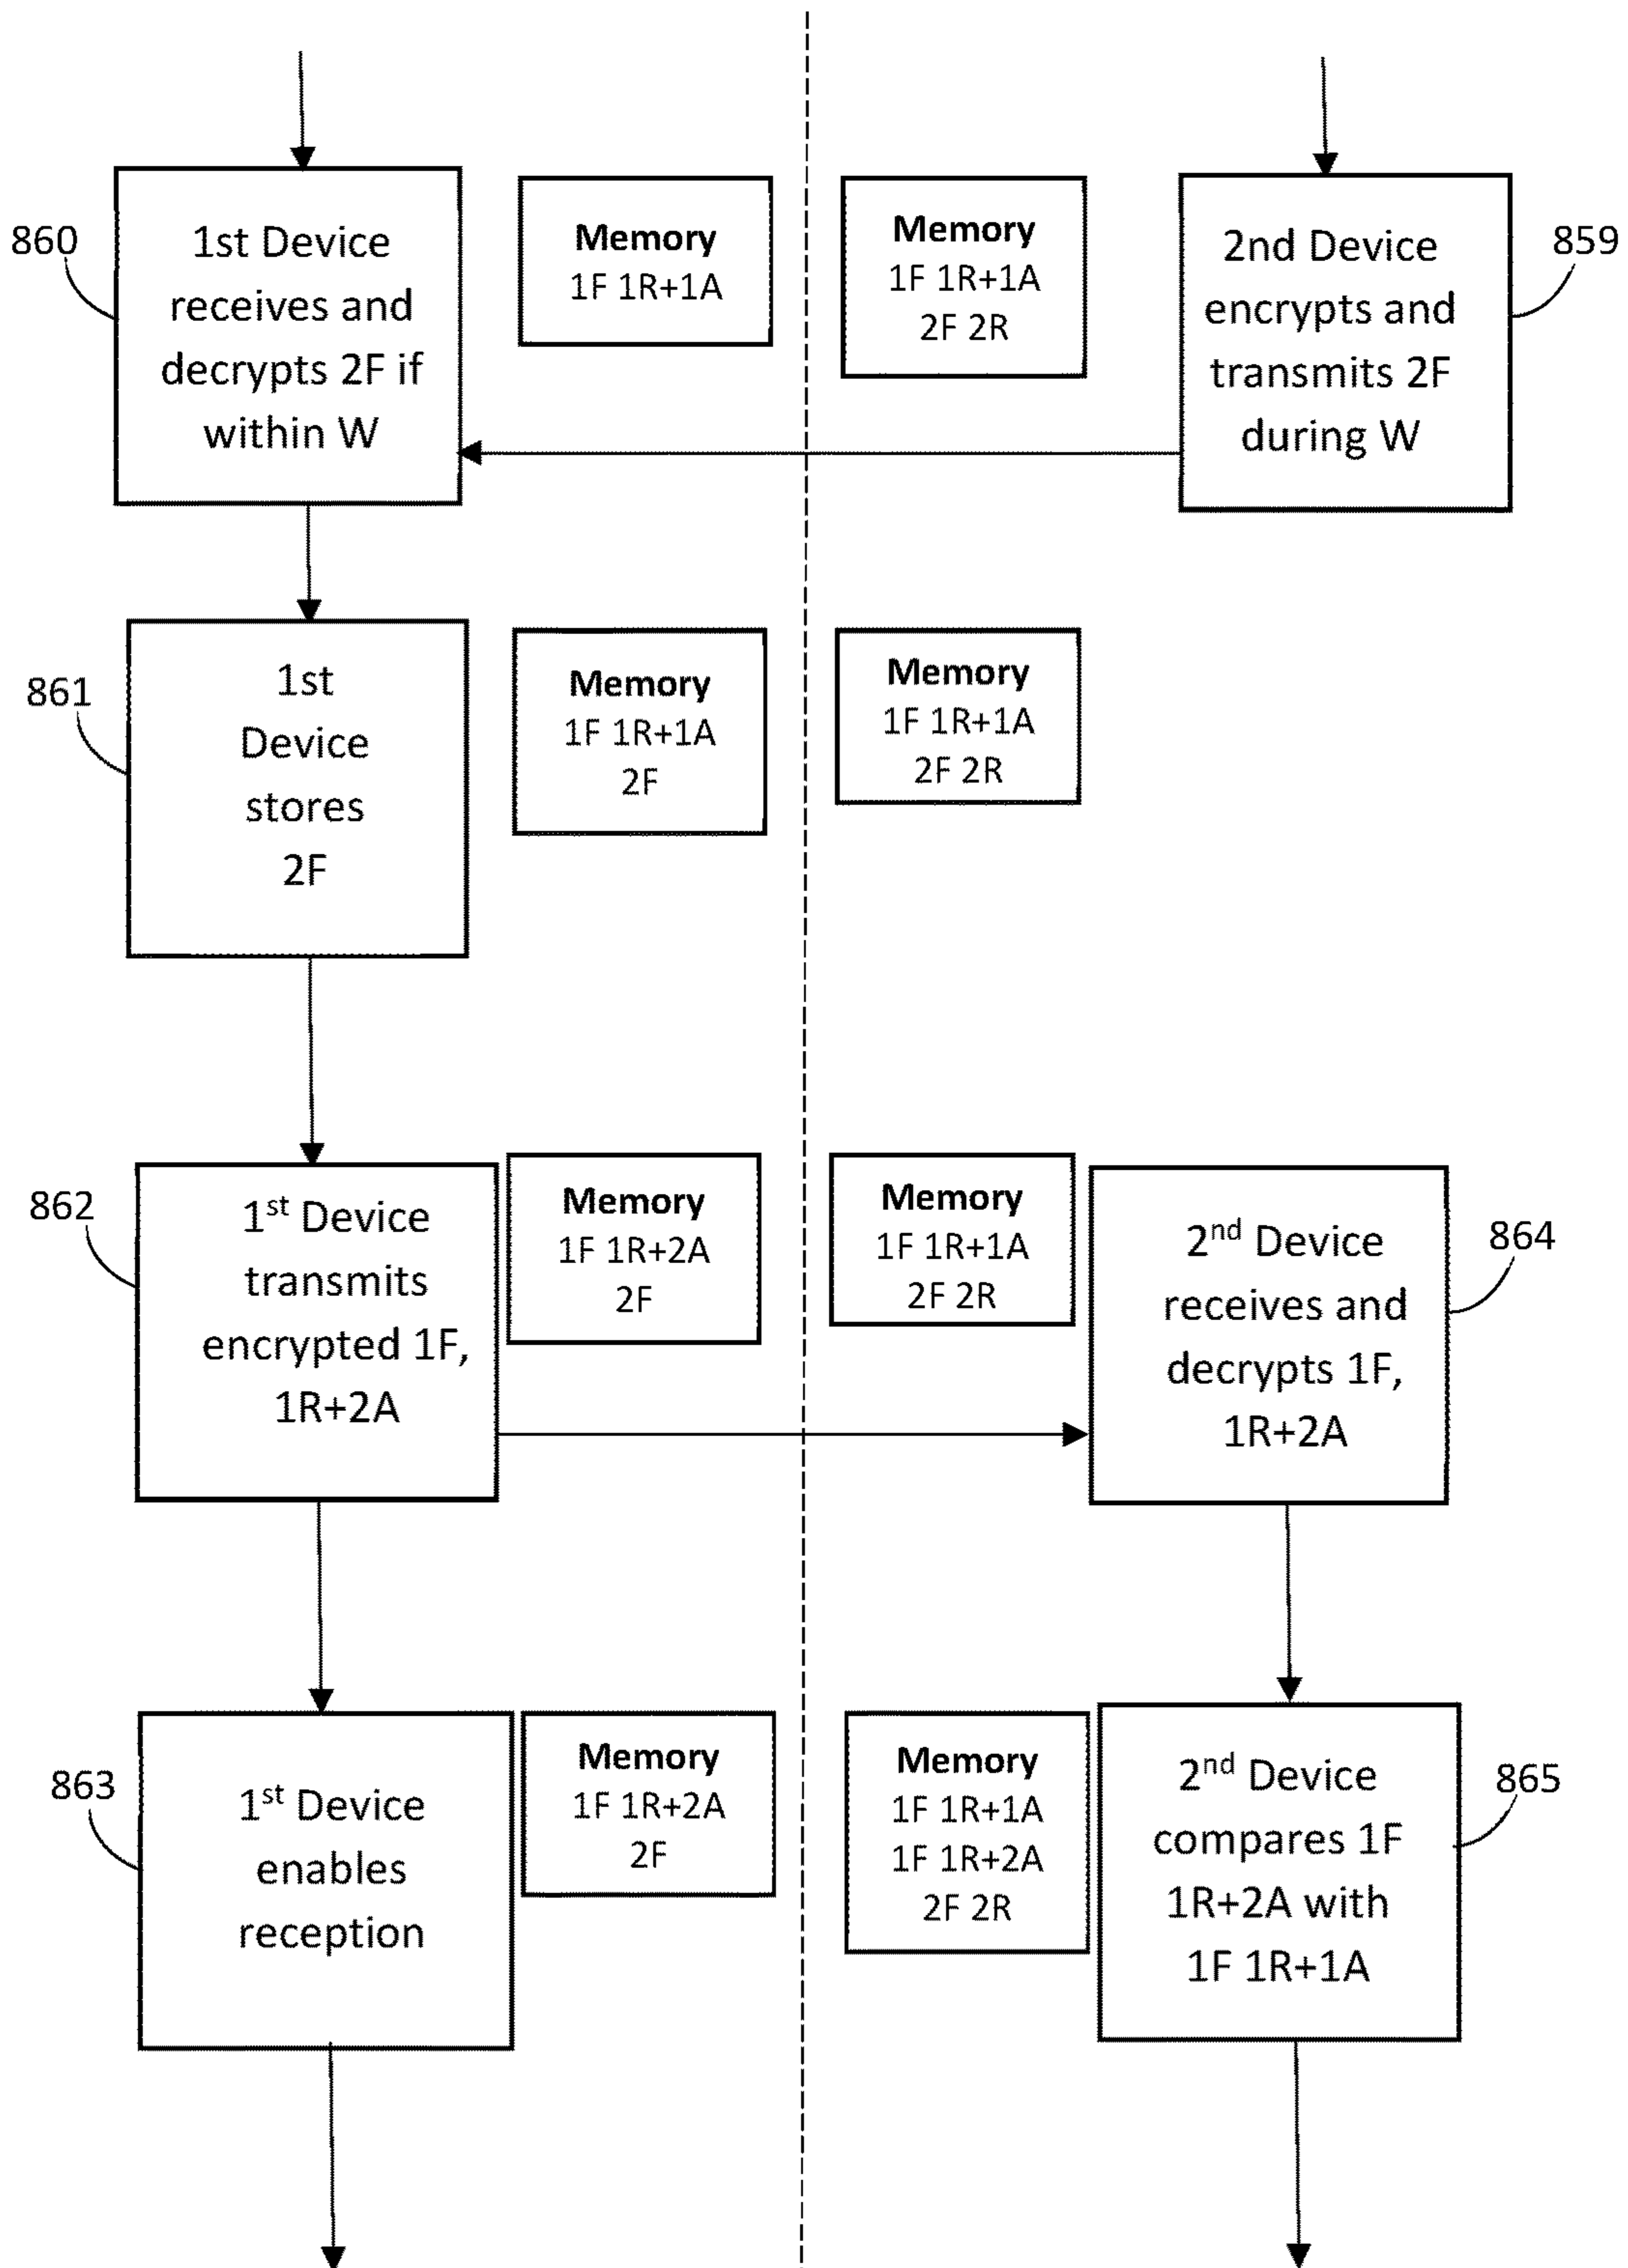 860
1st Device
receives and
decrypts 2F if
within W
Memory
1F 1R+1A
Memory
1F 1R+1A
2F 2R
2nd Device
encrypts and
transmits 2F
during W
859
861
1st
Device
stores
2F
Memory
1F 1R+1A
2F
Memory
1F 1R+1A
2F 2R
862
1st Device
transmits
encrypted 1F,
1R+2A
Memory
1F 1R+2A
2F
Memory
1F 1R+1A
2F 2R
2nd Device
receives and
decrypts 1F,
1R+2A
864
863
1st Device
enables
reception
Memory
1F 1R+2A
2F
Memory
1F 1R+1A
1F 1R+2A
2F 2R
2nd Device
compares 1F
1R+2A with
1F 1R+1A
865